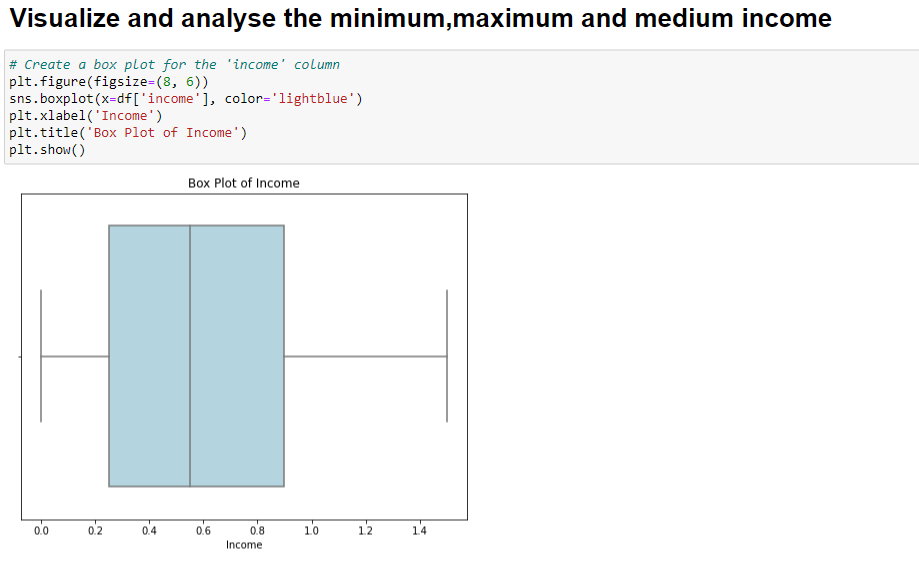 Visualize and analyse the minimum,maximum and medium income
# Create a box plot for the 'income' column
plt.figure(figsize=(8, 6))
sns.boxplot(x=df['income'], color='lightblue')
plt.xlabel('Income')
plt.title('Box Plot of Income')
plt.show()
Box Plot of Income
0.0 0.2 0.4 0.6 0.8 1.0 1.2 1.4
Income